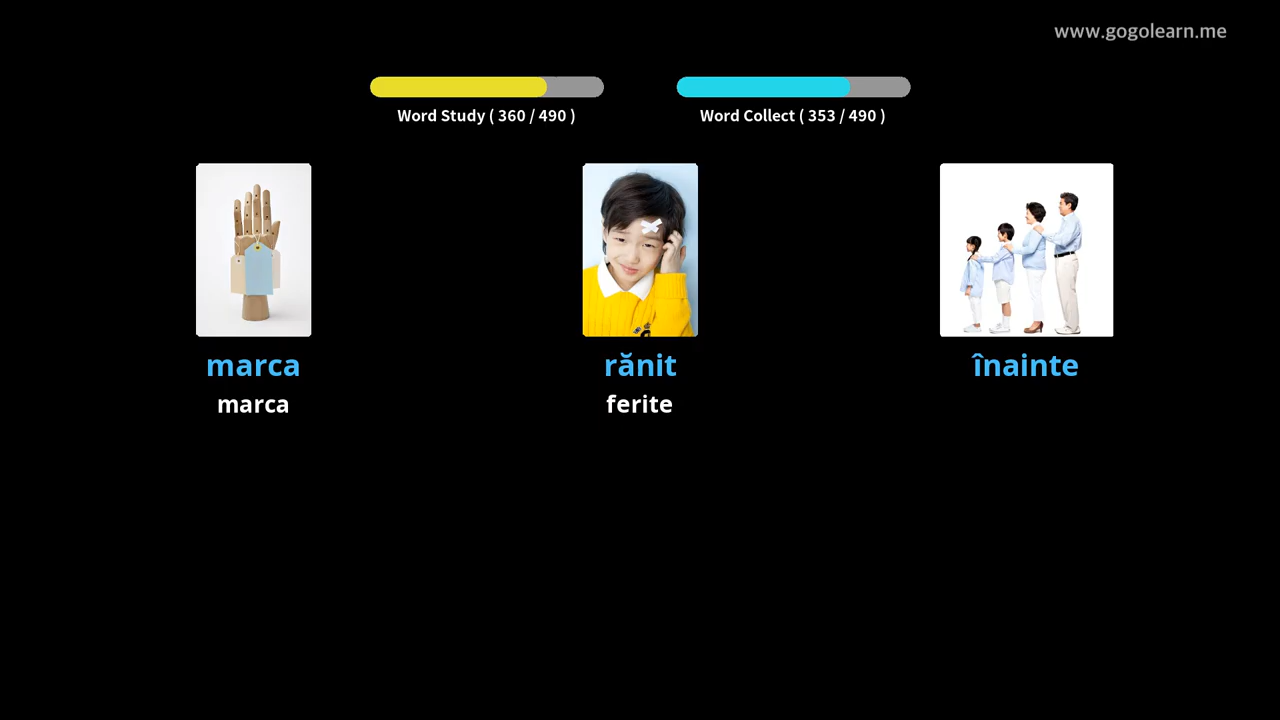 www.gogolearn.me
Word Study ( 360 / 490 )
Word Collect ( 353 / 490 )
marca
rănit
înainte
marca
ferite